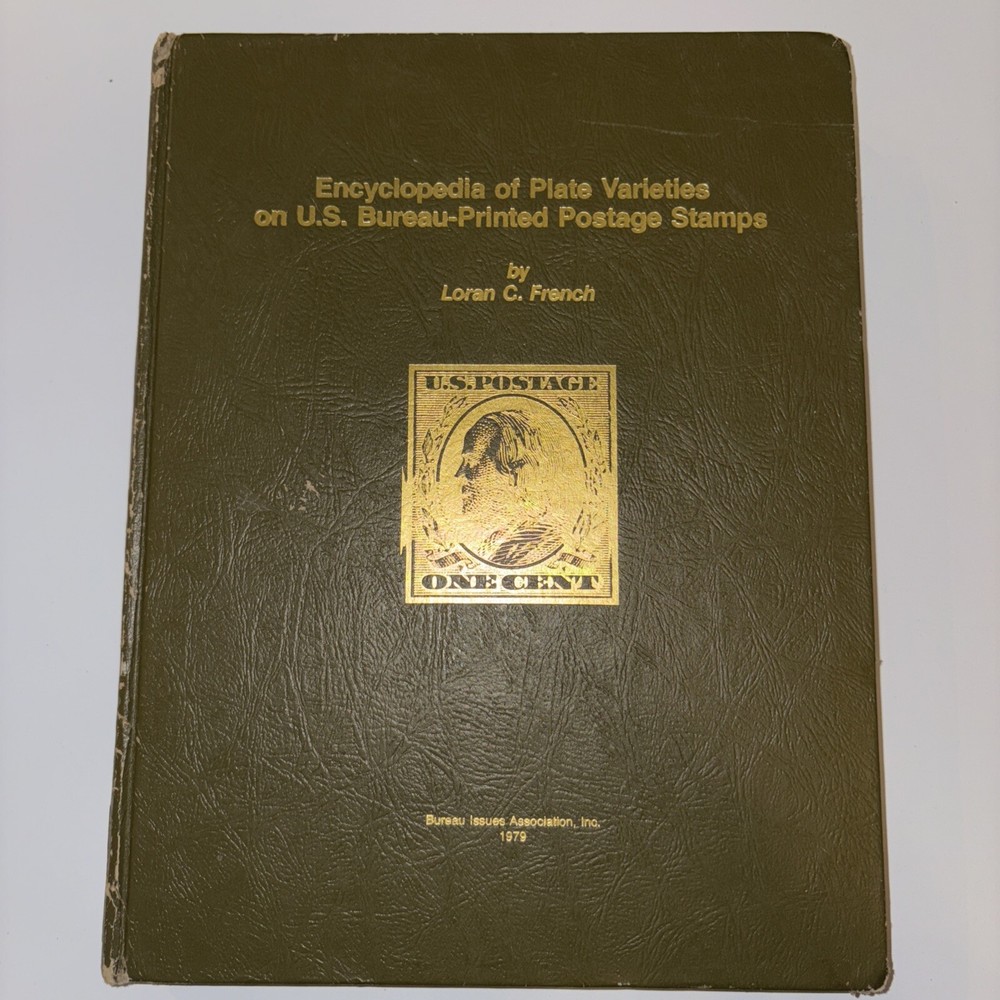 Encyclopedia of Plate Varieties
on U.S. Bureau-Printed Postage Stamps
by
Loran C. French
U.S.POSTAGE
ONE CENT
Bureau Issues Association, Inc.
1979